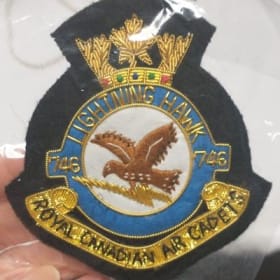 LIGHTNING HAWK
746 746
ROYAL CANADIAN AIR CADETS